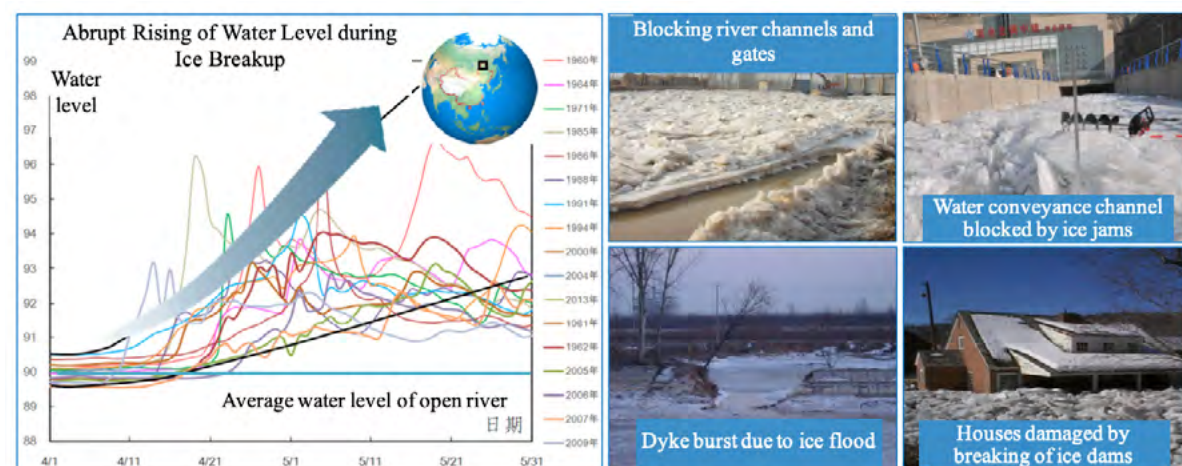 Abrupt Rising of Water Level during
Ice Breakup
Water
level
99
98
97
96
95
94
93
92
91
90
89
88
4/1
4/11
4/21
5/1
5/11
5/21
5/31
日期
Average water level of open river
1960年
1964年
1971年
1985年
1986年
1988年
1991年
1994年
2000年
2004年
2013年
1981年
1962年
2005年
2006年
2007年
2009年
Blocking river channels and
gates
Water conveyance channel
blocked by ice jams
Dyke burst due to ice flood
Houses damaged by
breaking of ice dams